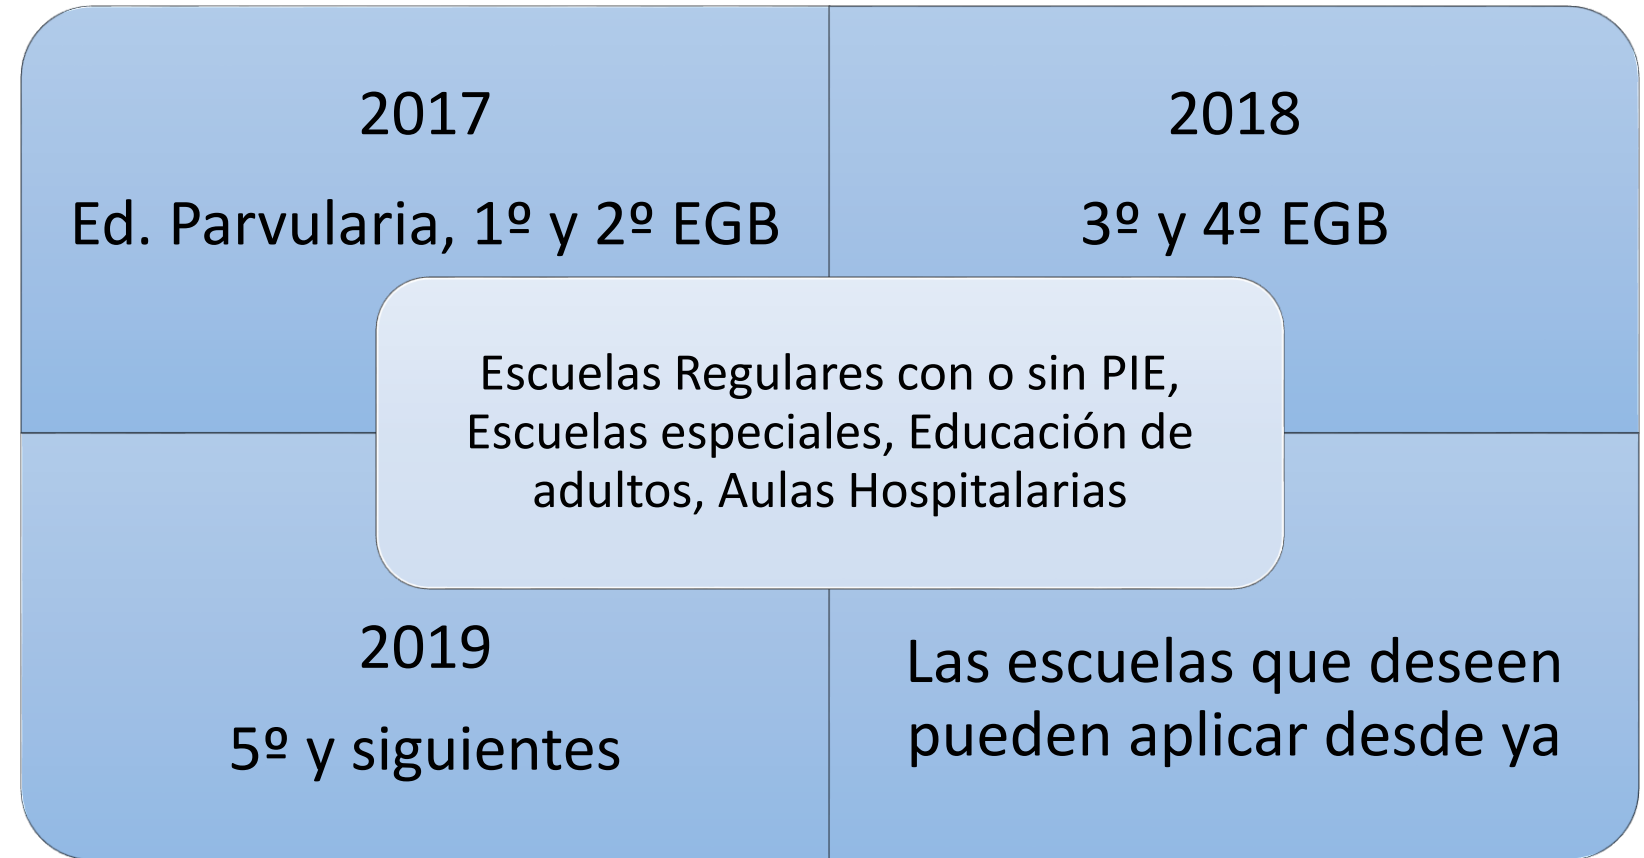 2017
Ed. Parvularia, 1º y 2º EGB
2018
3º y 4º EGB
Escuelas Regulares con o sin PIE,
Escuelas especiales, Educación de
adultos, Aulas Hospitalarias
2019
5º y siguientes
Las escuelas que deseen
pueden aplicar desde ya